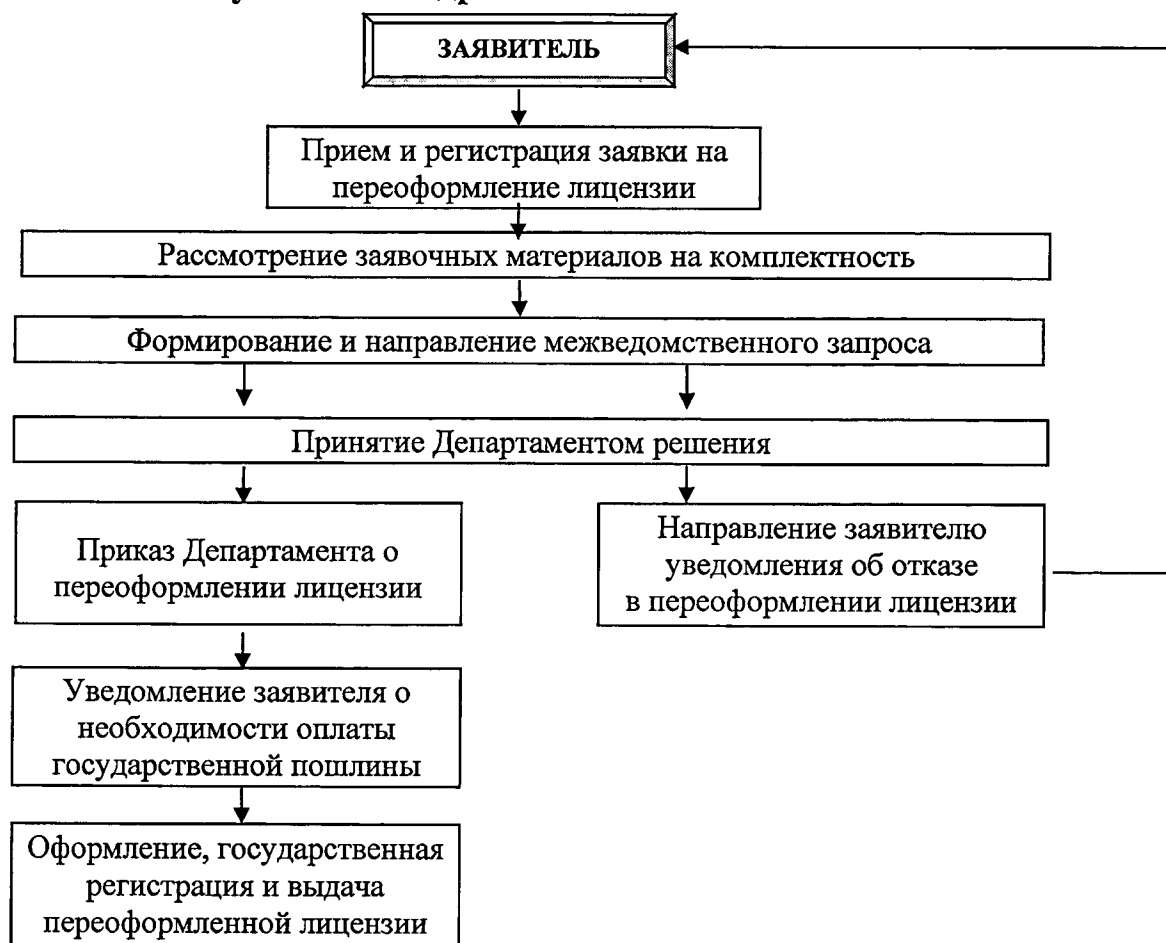 ЗАЯВИТЕЛЬ
Прием и регистрация заявки на
переоформление лицензии
Рассмотрение заявочных материалов на комплектность
Формирование и направление межведомственного запроса
Принятие Департаментом решения
Приказ Департамента о
переоформлении лицензии
Направление заявителю
уведомления об отказе
в переоформлении лицензии
Уведомление заявителя о
необходимости оплаты
государственной пошлины
Оформление, государственная
регистрация и выдача
переоформленной лицензии